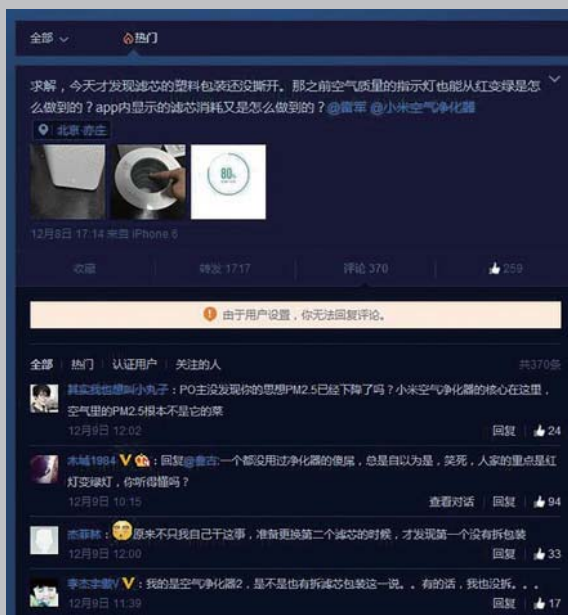 全部
热门
求解，今天才发现滤芯的塑料包装还没撕开。那之前空气质量的指示灯也能从红变绿是怎
么做到的？app内显示的滤芯消耗又是怎么做到的？@雷军 @小米空气净化器
北京·亦庄
80%
12月8日 17:14 来自 iPhone 6
收藏 转发 1717 评论 370 259
由于用户设置，你无法回复评论。
全部 热门 认证用户 关注的人 共370条
其实我也想叫小丸子：PO主没发现你的思想PM2.5已经下降了吗？小米空气净化器的核心在这里，
空气里的PM2.5根本不是它的菜
12月9日 12:02 回复 24
木城1984 V：回复@盘古:一个都没用过净化器的傻屌，总是自以为是，笑死，人家的重点是红
灯变绿灯，你听得懂吗？
12月9日 10:15 查看对话 回复 94
杰菲林：原来不只我自己干这事，准备更换第二个滤芯的时候，才发现第一个没有拆包装
12月9日 12:00 回复 33
V：我的是空气净化器2，是不是也有拆滤芯包装这一说。。有的话，我也没拆。。。
12月9日 11:39 回复 17